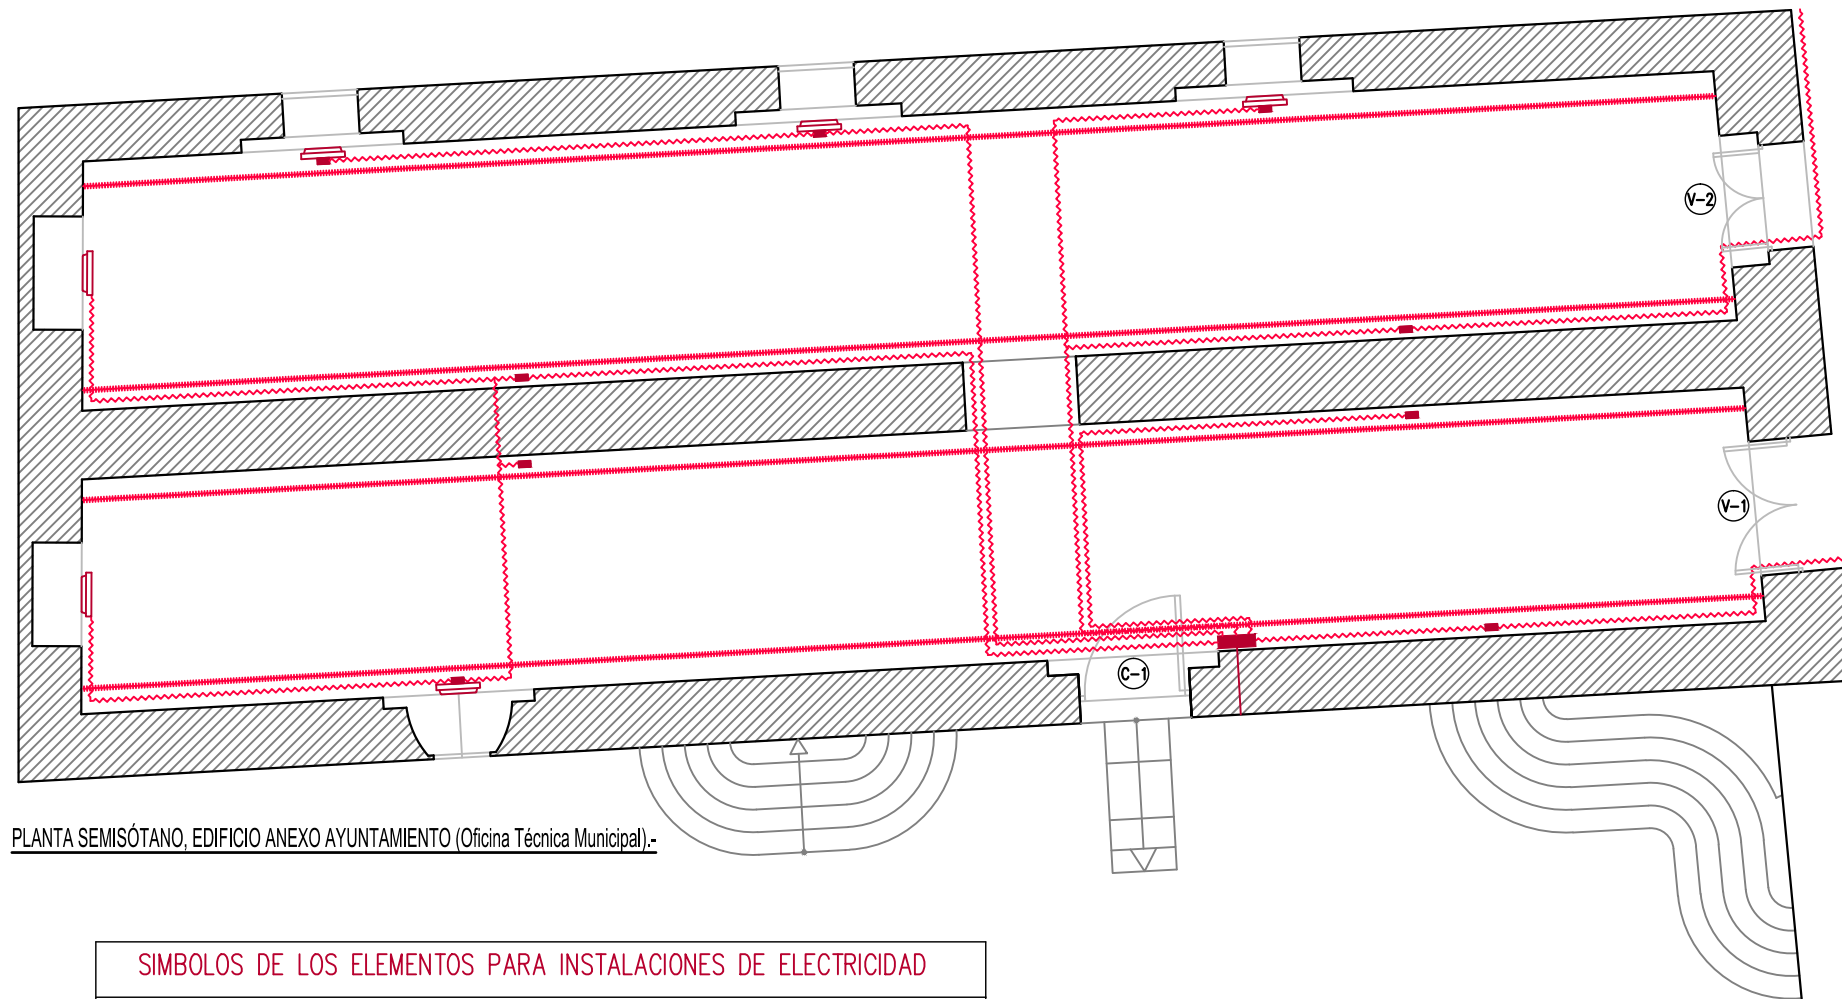 V-2
V-1
C-1
PLANTA SEMISÓTANO, EDIFICIO ANEXO AYUNTAMIENTO (Oficina Técnica Municipal).-
SIMBOLOS DE LOS ELEMENTOS PARA INSTALACIONES DE ELECTRICIDAD